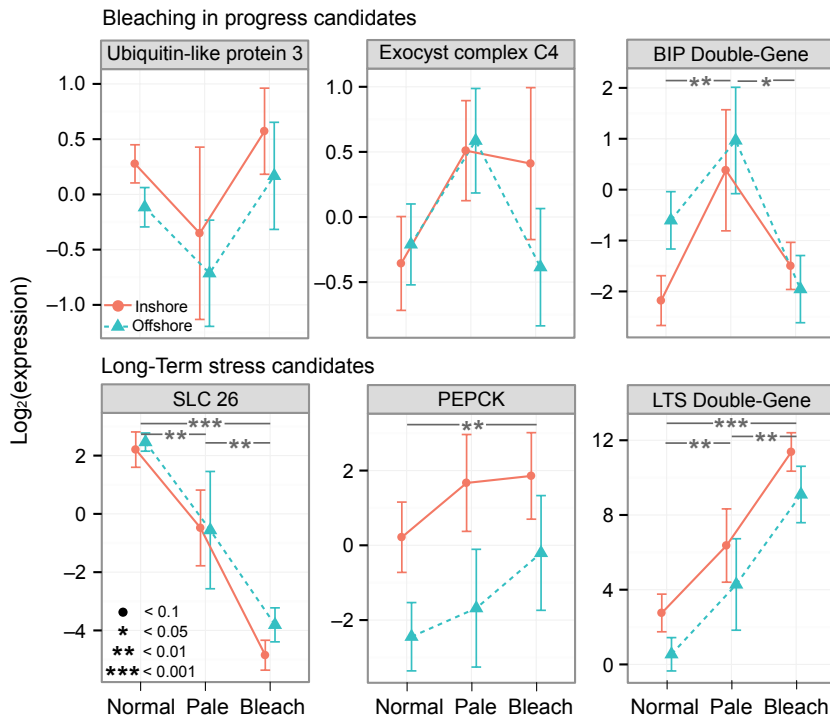 Bleaching in progress candidates
Ubiquitin-like protein 3 Exocyst complex C4 BIP Double-Gene
1.0
0.5
0.0
−0.5
−1.0
Inshore
Offshore
1.0
0.5
0.0
−0.5
** *
2
1
0
−1
−2
Log₂(expression)
Long-Term stress candidates
SLC 26 PEPCK LTS Double-Gene
***
** **
2
0
−2
−4
● < 0.1
* < 0.05
** < 0.01
*** < 0.001
**
2
0
−2
***
** **
12
8
4
0
Normal Pale Bleach Normal Pale Bleach Normal Pale Bleach